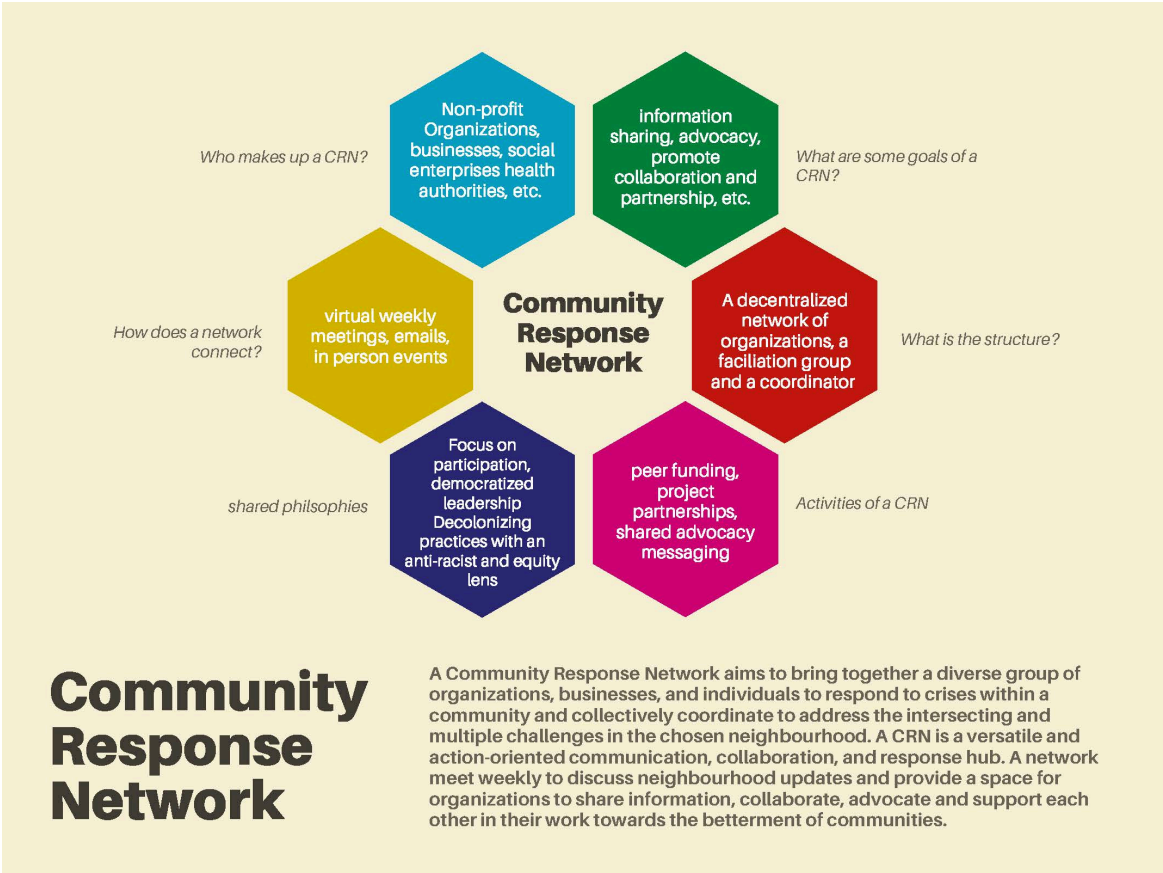 Who makes up a CRN?
Non-profit
Organizations,
businesses, social
enterprises health
authorities, etc.
information
sharing, advocacy,
promote
collaboration and
partnership, etc.
What are some goals of a
CRN?
How does a network
connect?
virtual weekly
meetings, emails,
in person events
Community
Response
Network
A decentralized
network of
organizations, a
faciliation group
and a coordinator
What is the structure?
shared philsophies
Focus on
participation,
democratized
leadership
Decolonizing
practices with an
anti-racist and equity
lens
peer funding,
project
partnerships,
shared advocacy
messaging
Activities of a CRN
Community
Response
Network
A Community Response Network aims to bring together a diverse group of
organizations, businesses, and individuals to respond to crises within a
community and collectively coordinate to address the intersecting and
multiple challenges in the chosen neighbourhood. A CRN is a versatile and
action-oriented communication, collaboration, and response hub. A network
meet weekly to discuss neighbourhood updates and provide a space for
organizations to share information, collaborate, advocate and support each
other in their work towards the betterment of communities.